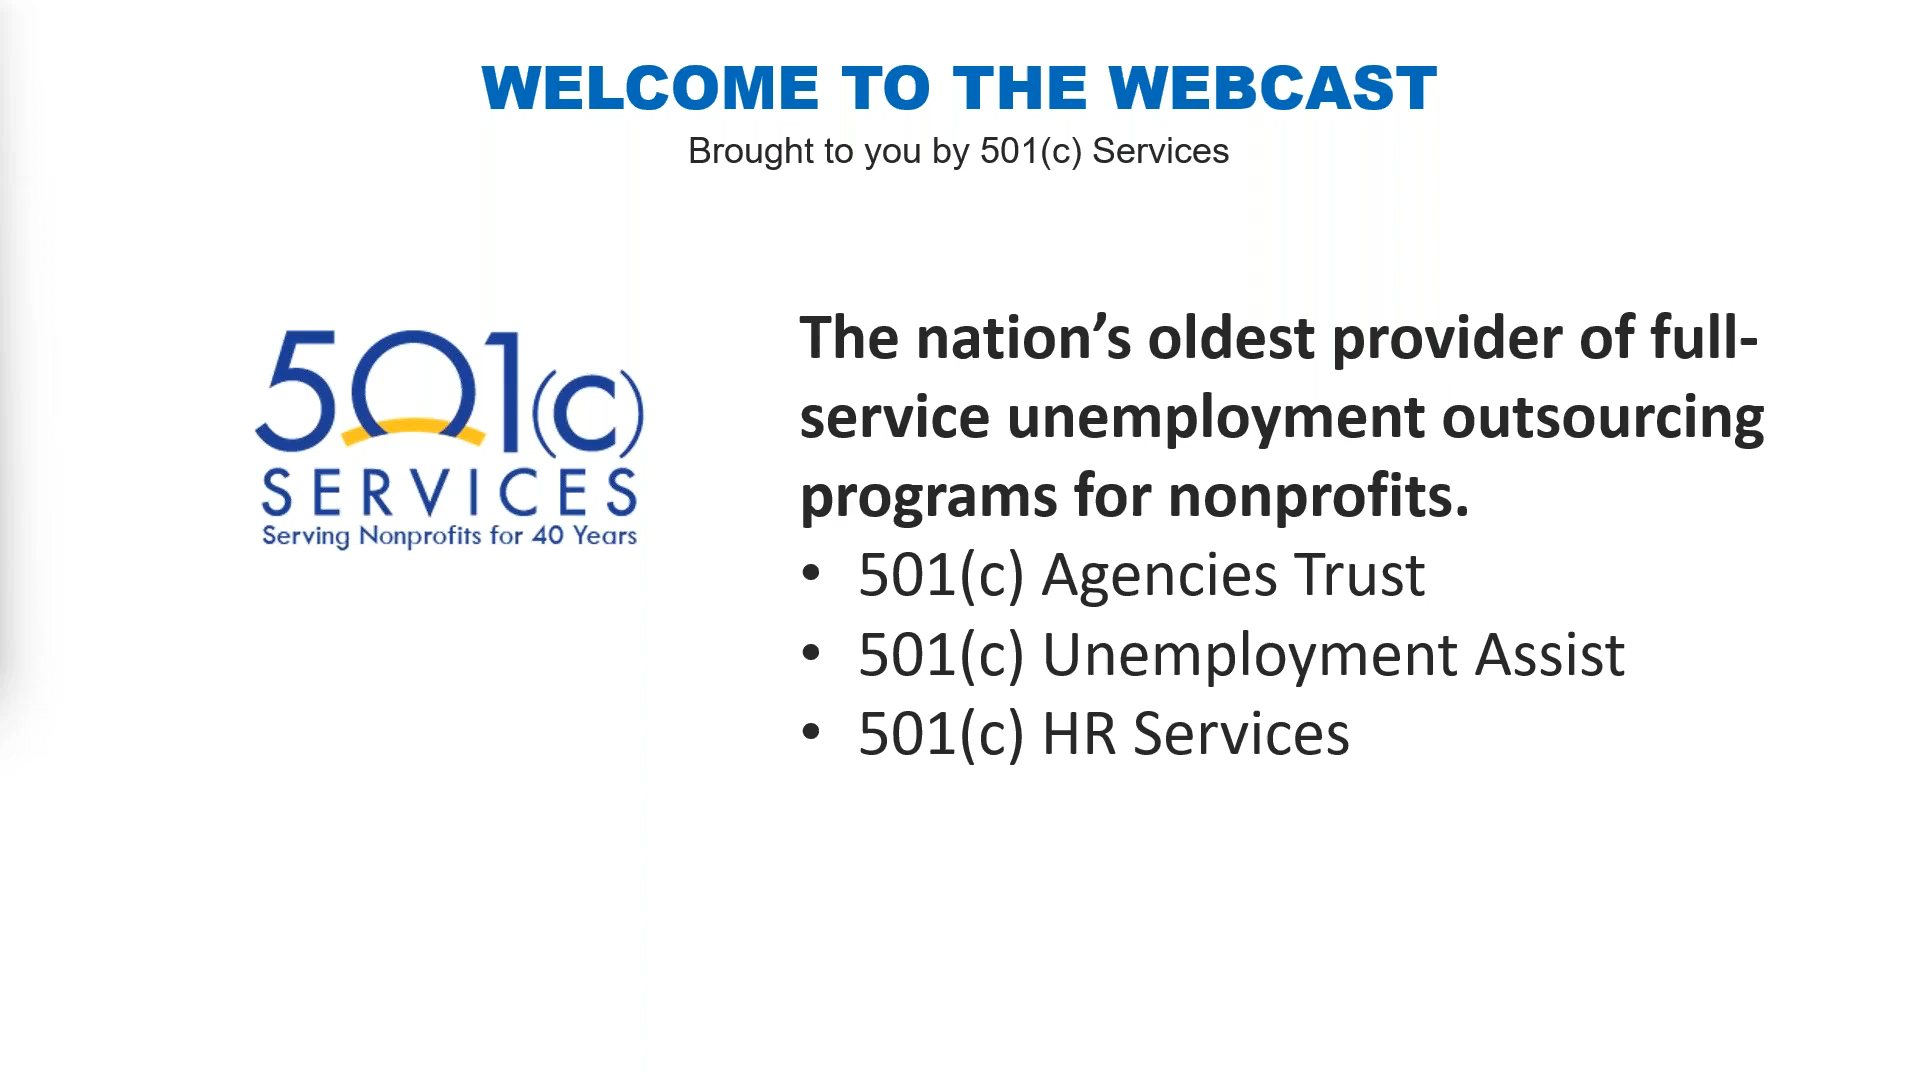 WELCOME TO THE WEBCAST
Brought to you by 501(c) Services
501(c)
SERVICES
Serving Nonprofits for 40 Years
The nation’s oldest provider of full-
service unemployment outsourcing
programs for nonprofits.
• 501(c) Agencies Trust
• 501(c) Unemployment Assist
• 501(c) HR Services